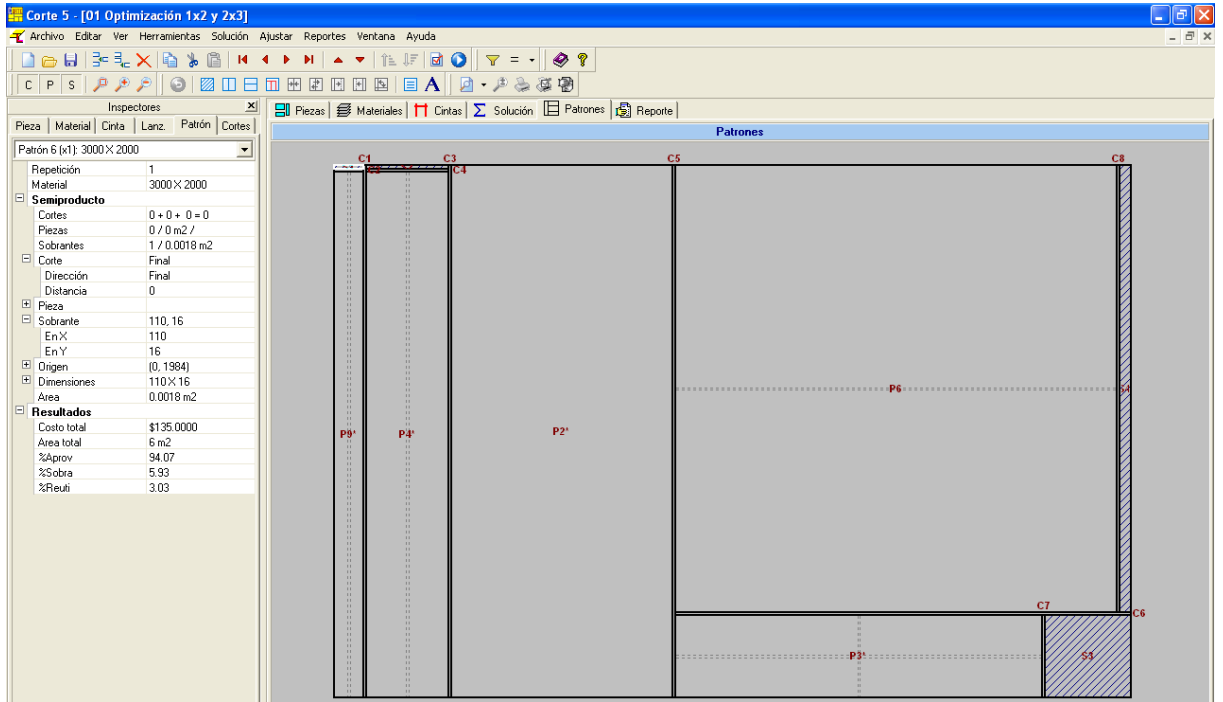 Corte 5 - [01 Optimización 1x2 y 2x3]
Archivo Editar Ver Herramientas Solución Ajustar Reportes Ventana Ayuda
C P S A
Inspectores
Piezas Materiales Cintas Solución Patrones Reporte
Pieza Material Cinta Lanz. Patrón Cortes
Patrones
Patrón 6 (x1): 3000 X 2000
Repetición 1
Material 3000 X 2000
Semiproducto
Cortes 0 + 0 + 0 = 0
Piezas 0 / 0 m2 /
Sobrantes 1 / 0.0018 m2
Corte Final
Dirección Final
Distancia 0
Pieza
Sobrante 110, 16
En X 110
En Y 16
Origen (0, 1984)
Dimensiones 110 X 16
Area 0.0018 m2
Resultados
Costo total $135.0000
Area total 6 m2
%Aprov 94.07
%Sobra 5.93
%Reuti 3.03
C1 C3 C5 C8
C4
P6
P9* P4* P2*
C7
C6
P3* S3